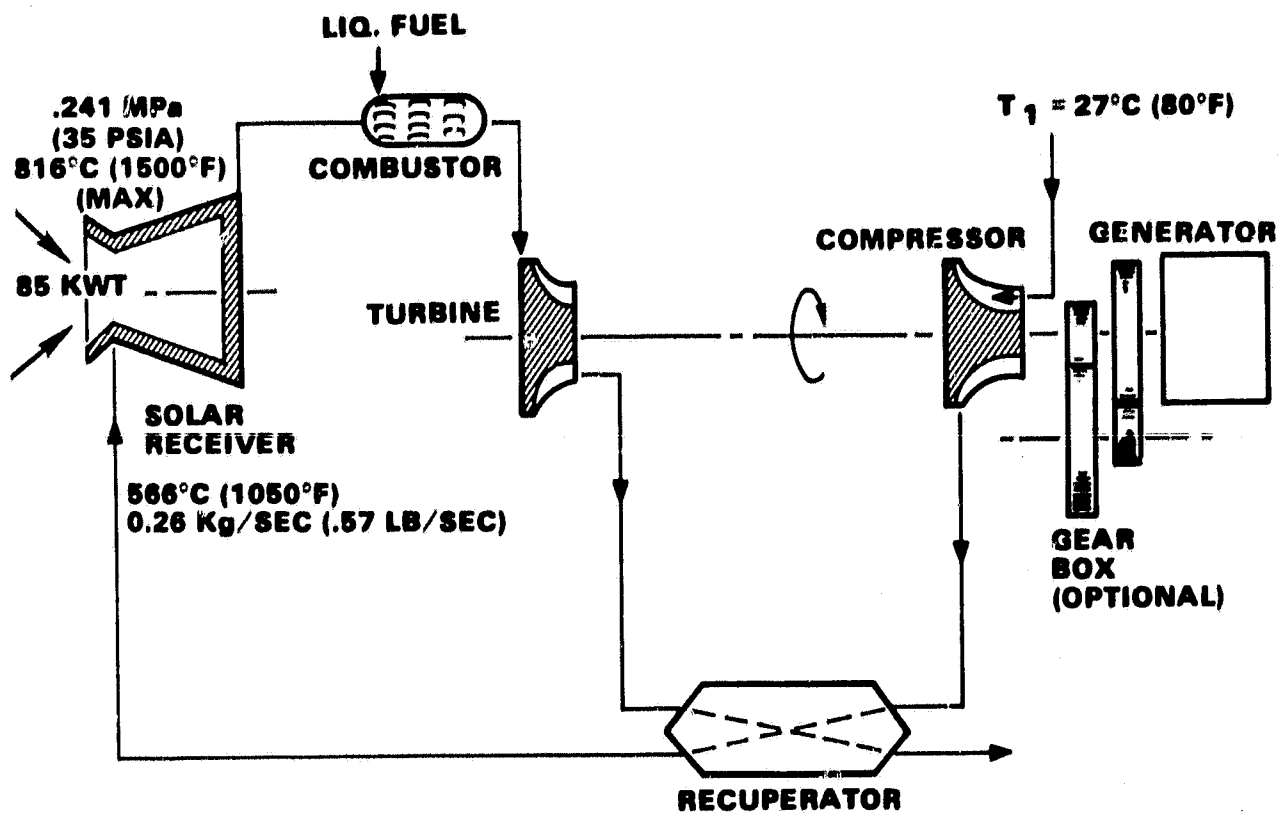 LIQ. FUEL
.241 MPa
(35 PSIA)
816°C (1500°F)
(MAX)
COMBUSTOR
T1 = 27°C (80°F)
COMPRESSOR
GENERATOR
85 KWT
TURBINE
SOLAR
RECEIVER
566°C (1050°F)
0.26 Kg/SEC (.57 LB/SEC)
GEAR
BOX
(OPTIONAL)
RECUPERATOR